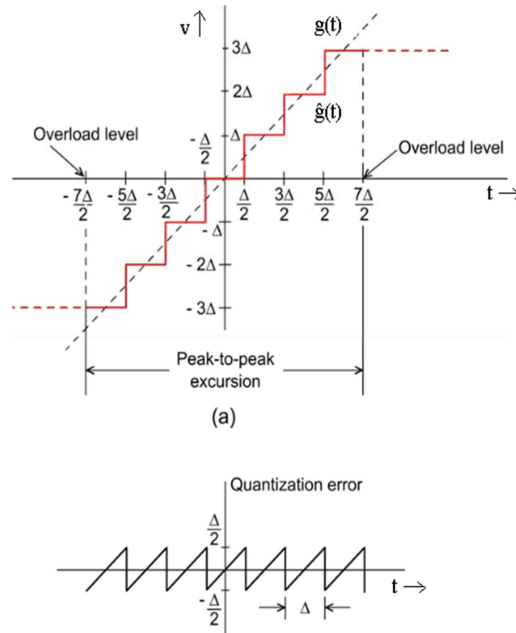 v ↑
g(t)
3Δ
2Δ
ĝ(t)
Δ
-Δ/2
Overload level
Overload level
t →
-7Δ/2 -5Δ/2 -3Δ/2 Δ/2 3Δ/2 5Δ/2 7Δ/2
-Δ
- 2Δ
- 3Δ
Peak-to-peak
excursion
(a)
Quantization error
Δ/2
t →
-Δ/2
Δ